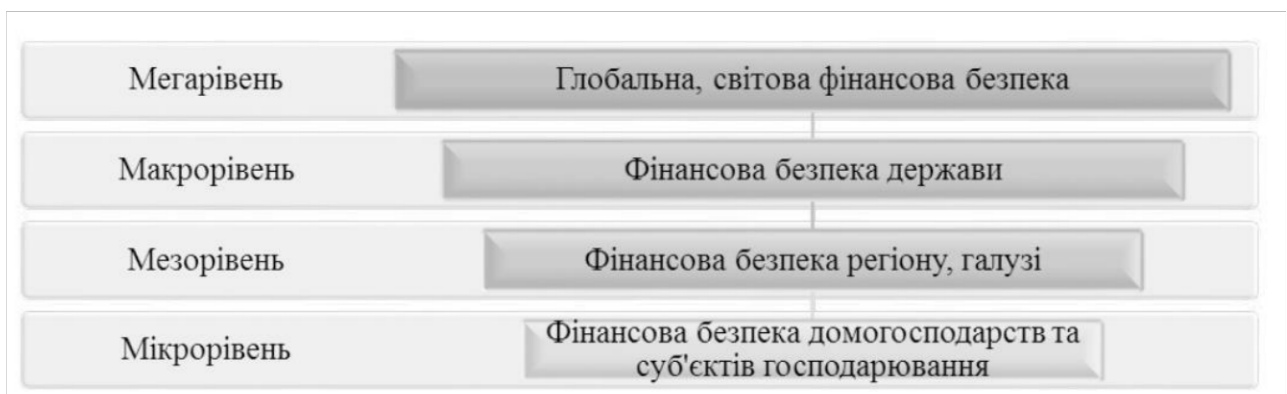 Мегарівень
Глобальна, світова фінансова безпека
Макрорівень
Фінансова безпека держави
Мезорівень
Фінансова безпека регіону, галузі
Мікрорівень
Фінансова безпека домогосподарств та
суб'єктів господарювання